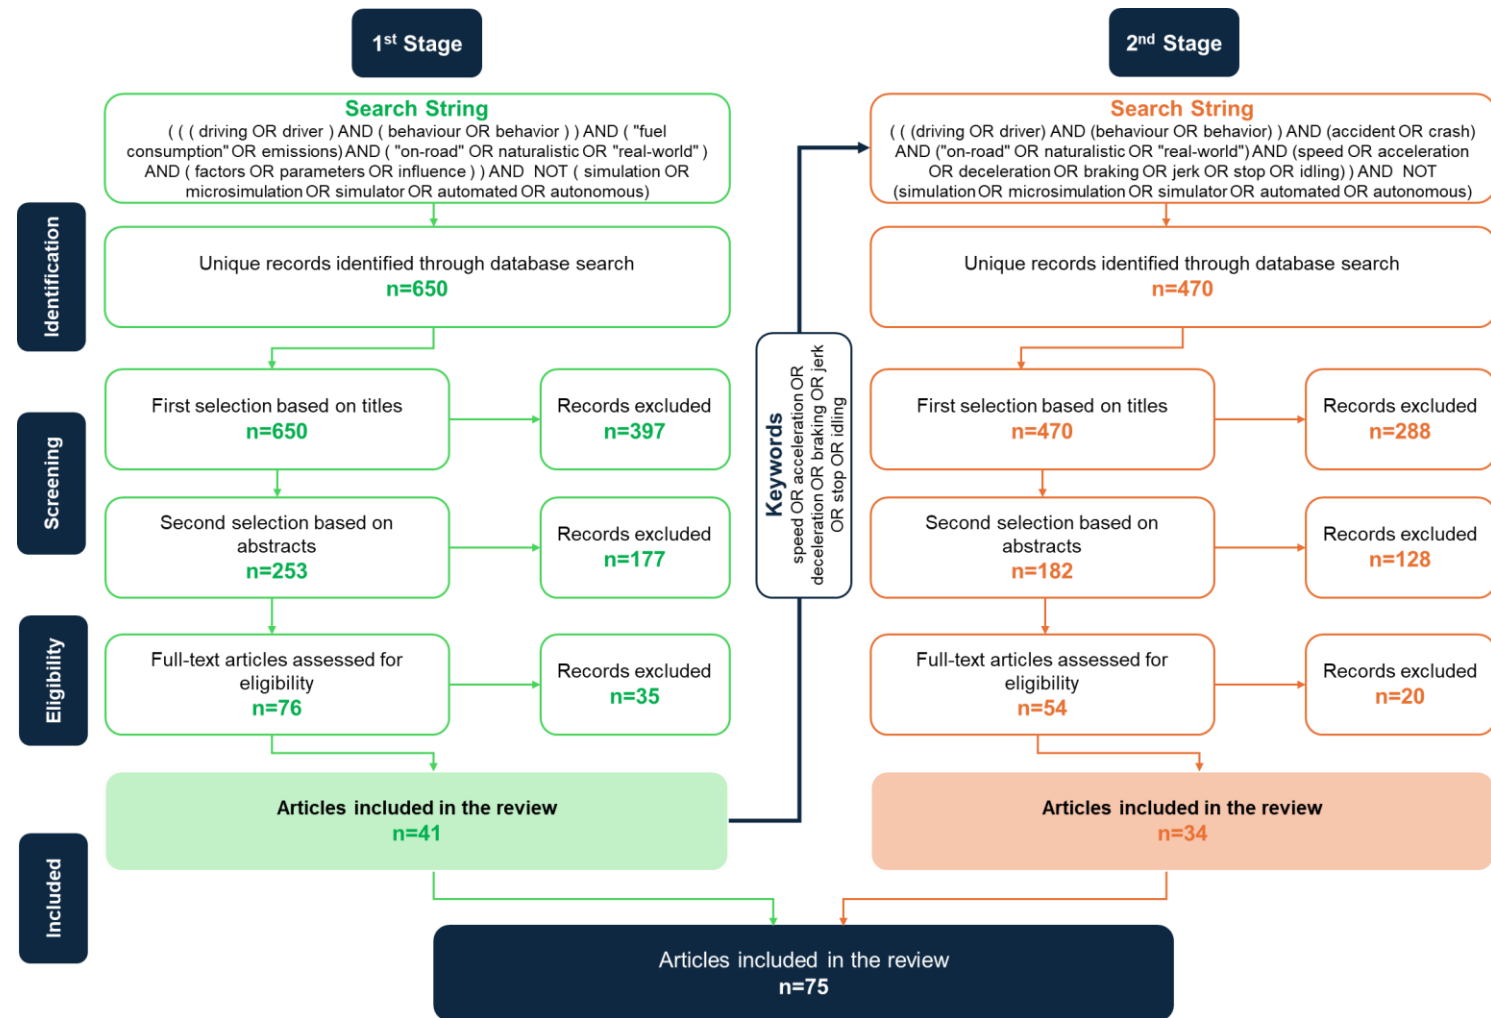 1st Stage
2nd Stage
Search String
( ( ( driving OR driver ) AND ( behaviour OR behavior ) ) AND ( "fuel
consumption" OR emissions) AND ( "on-road" OR naturalistic OR "real-world" )
AND ( factors OR parameters OR influence ) ) AND NOT ( simulation OR
microsimulation OR simulator OR automated OR autonomous)
Search String
( ( (driving OR driver) AND (behaviour OR behavior) ) AND (accident OR crash)
AND ("on-road" OR naturalistic OR "real-world") AND (speed OR acceleration
OR deceleration OR braking OR jerk OR stop OR idling) ) AND NOT
(simulation OR microsimulation OR simulator OR automated OR autonomous)
Identification
Unique records identified through database search
n=650
Unique records identified through database search
n=470
Screening
First selection based on titles
n=650
Records excluded
n=397
First selection based on titles
n=470
Records excluded
n=288
Keywords
speed OR acceleration OR
deceleration OR braking OR jerk
OR stop OR idling
Second selection based on
abstracts
n=253
Records excluded
n=177
Second selection based on
abstracts
n=182
Records excluded
n=128
Eligibility
Full-text articles assessed for
eligibility
n=76
Records excluded
n=35
Full-text articles assessed for
eligibility
n=54
Records excluded
n=20
Included
Articles included in the review
n=41
Articles included in the review
n=34
Articles included in the review
n=75